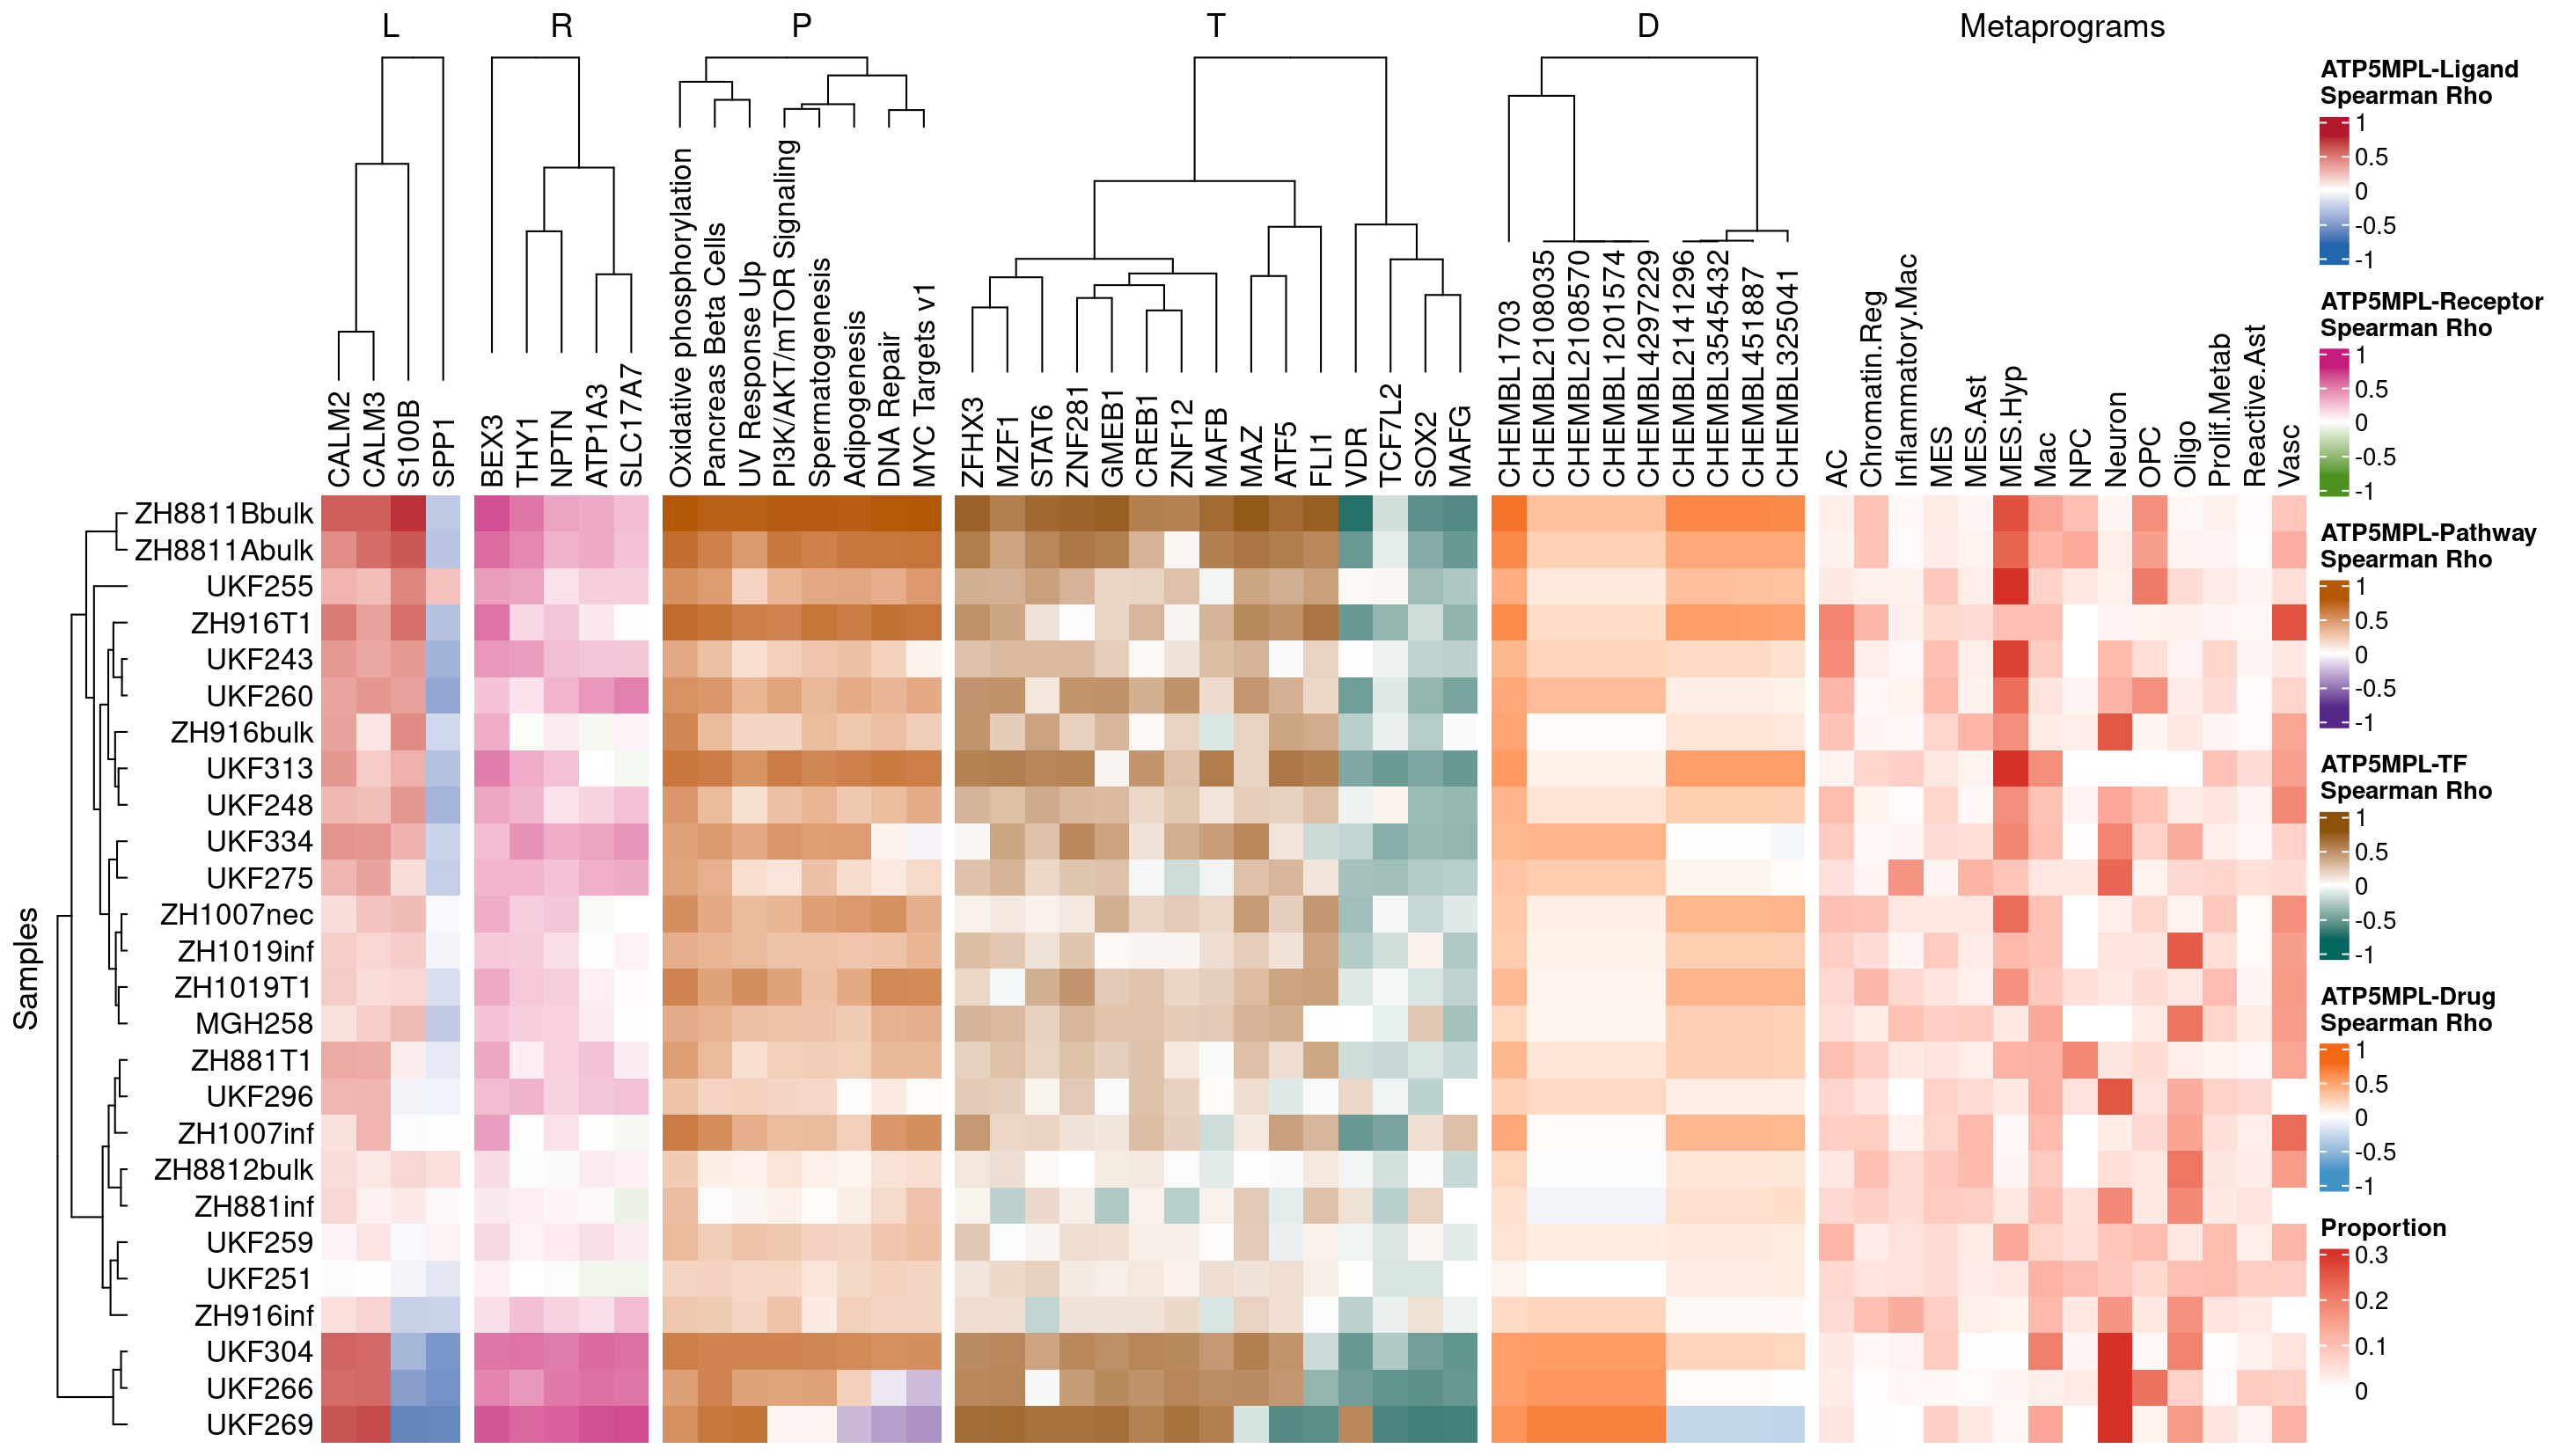 L R P T D Metaprograms
Oxidative phosphorylation
Pancreas Beta Cells
UV Response Up
PI3K/AKT/mTOR Signaling
Spermatogenesis
Adipogenesis
DNA Repair
MYC Targets v1
CALM2
CALM3
S100B
SPP1
BEX3
THY1
NPTN
ATP1A3
SLC17A7
ZFHX3
MZF1
STAT6
ZNF281
GMEB1
CREB1
ZNF12
MAFB
MAZ
ATF5
FLI1
VDR
TCF7L2
SOX2
MAFG
CHEMBL1703
CHEMBL2108035
CHEMBL2108570
CHEMBL1201574
CHEMBL4297229
CHEMBL2141296
CHEMBL3545432
CHEMBL451887
CHEMBL325041
AC
Chromatin.Reg
Inflammatory.Mac
MES
MES.Ast
MES.Hyp
Mac
NPC
Neuron
OPC
Oligo
Prolif.Metab
Reactive.Ast
Vasc
Samples
ZH8811Bbulk
ZH8811Abulk
UKF255
ZH916T1
UKF243
UKF260
ZH916bulk
UKF313
UKF248
UKF334
UKF275
ZH1007nec
ZH1019inf
ZH1019T1
MGH258
ZH881T1
UKF296
ZH1007inf
ZH8812bulk
ZH881inf
UKF259
UKF251
ZH916inf
UKF304
UKF266
UKF269
ATP5MPL-Ligand
Spearman Rho
1
0.5
0
-0.5
-1
ATP5MPL-Receptor
Spearman Rho
1
0.5
0
-0.5
-1
ATP5MPL-Pathway
Spearman Rho
1
0.5
0
-0.5
-1
ATP5MPL-TF
Spearman Rho
1
0.5
0
-0.5
-1
ATP5MPL-Drug
Spearman Rho
1
0.5
0
-0.5
-1
Proportion
0.3
0.2
0.1
0